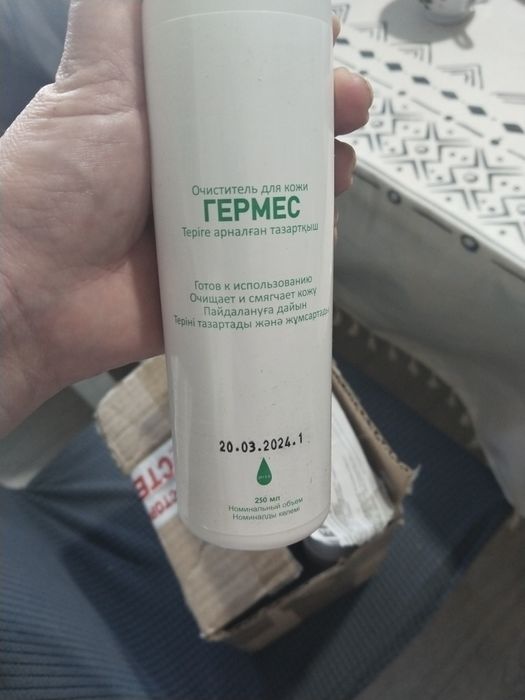 Очиститель для кожи
ГЕРМЕС
Теріге арналған тазартқыш
Готов к использованию
Очищает и смягчает кожу
Пайдалануға дайын
Теріні тазартады және жұмсартады
20.03.2024.1
250 мл
Номинальный объем
Номиналды көлемі